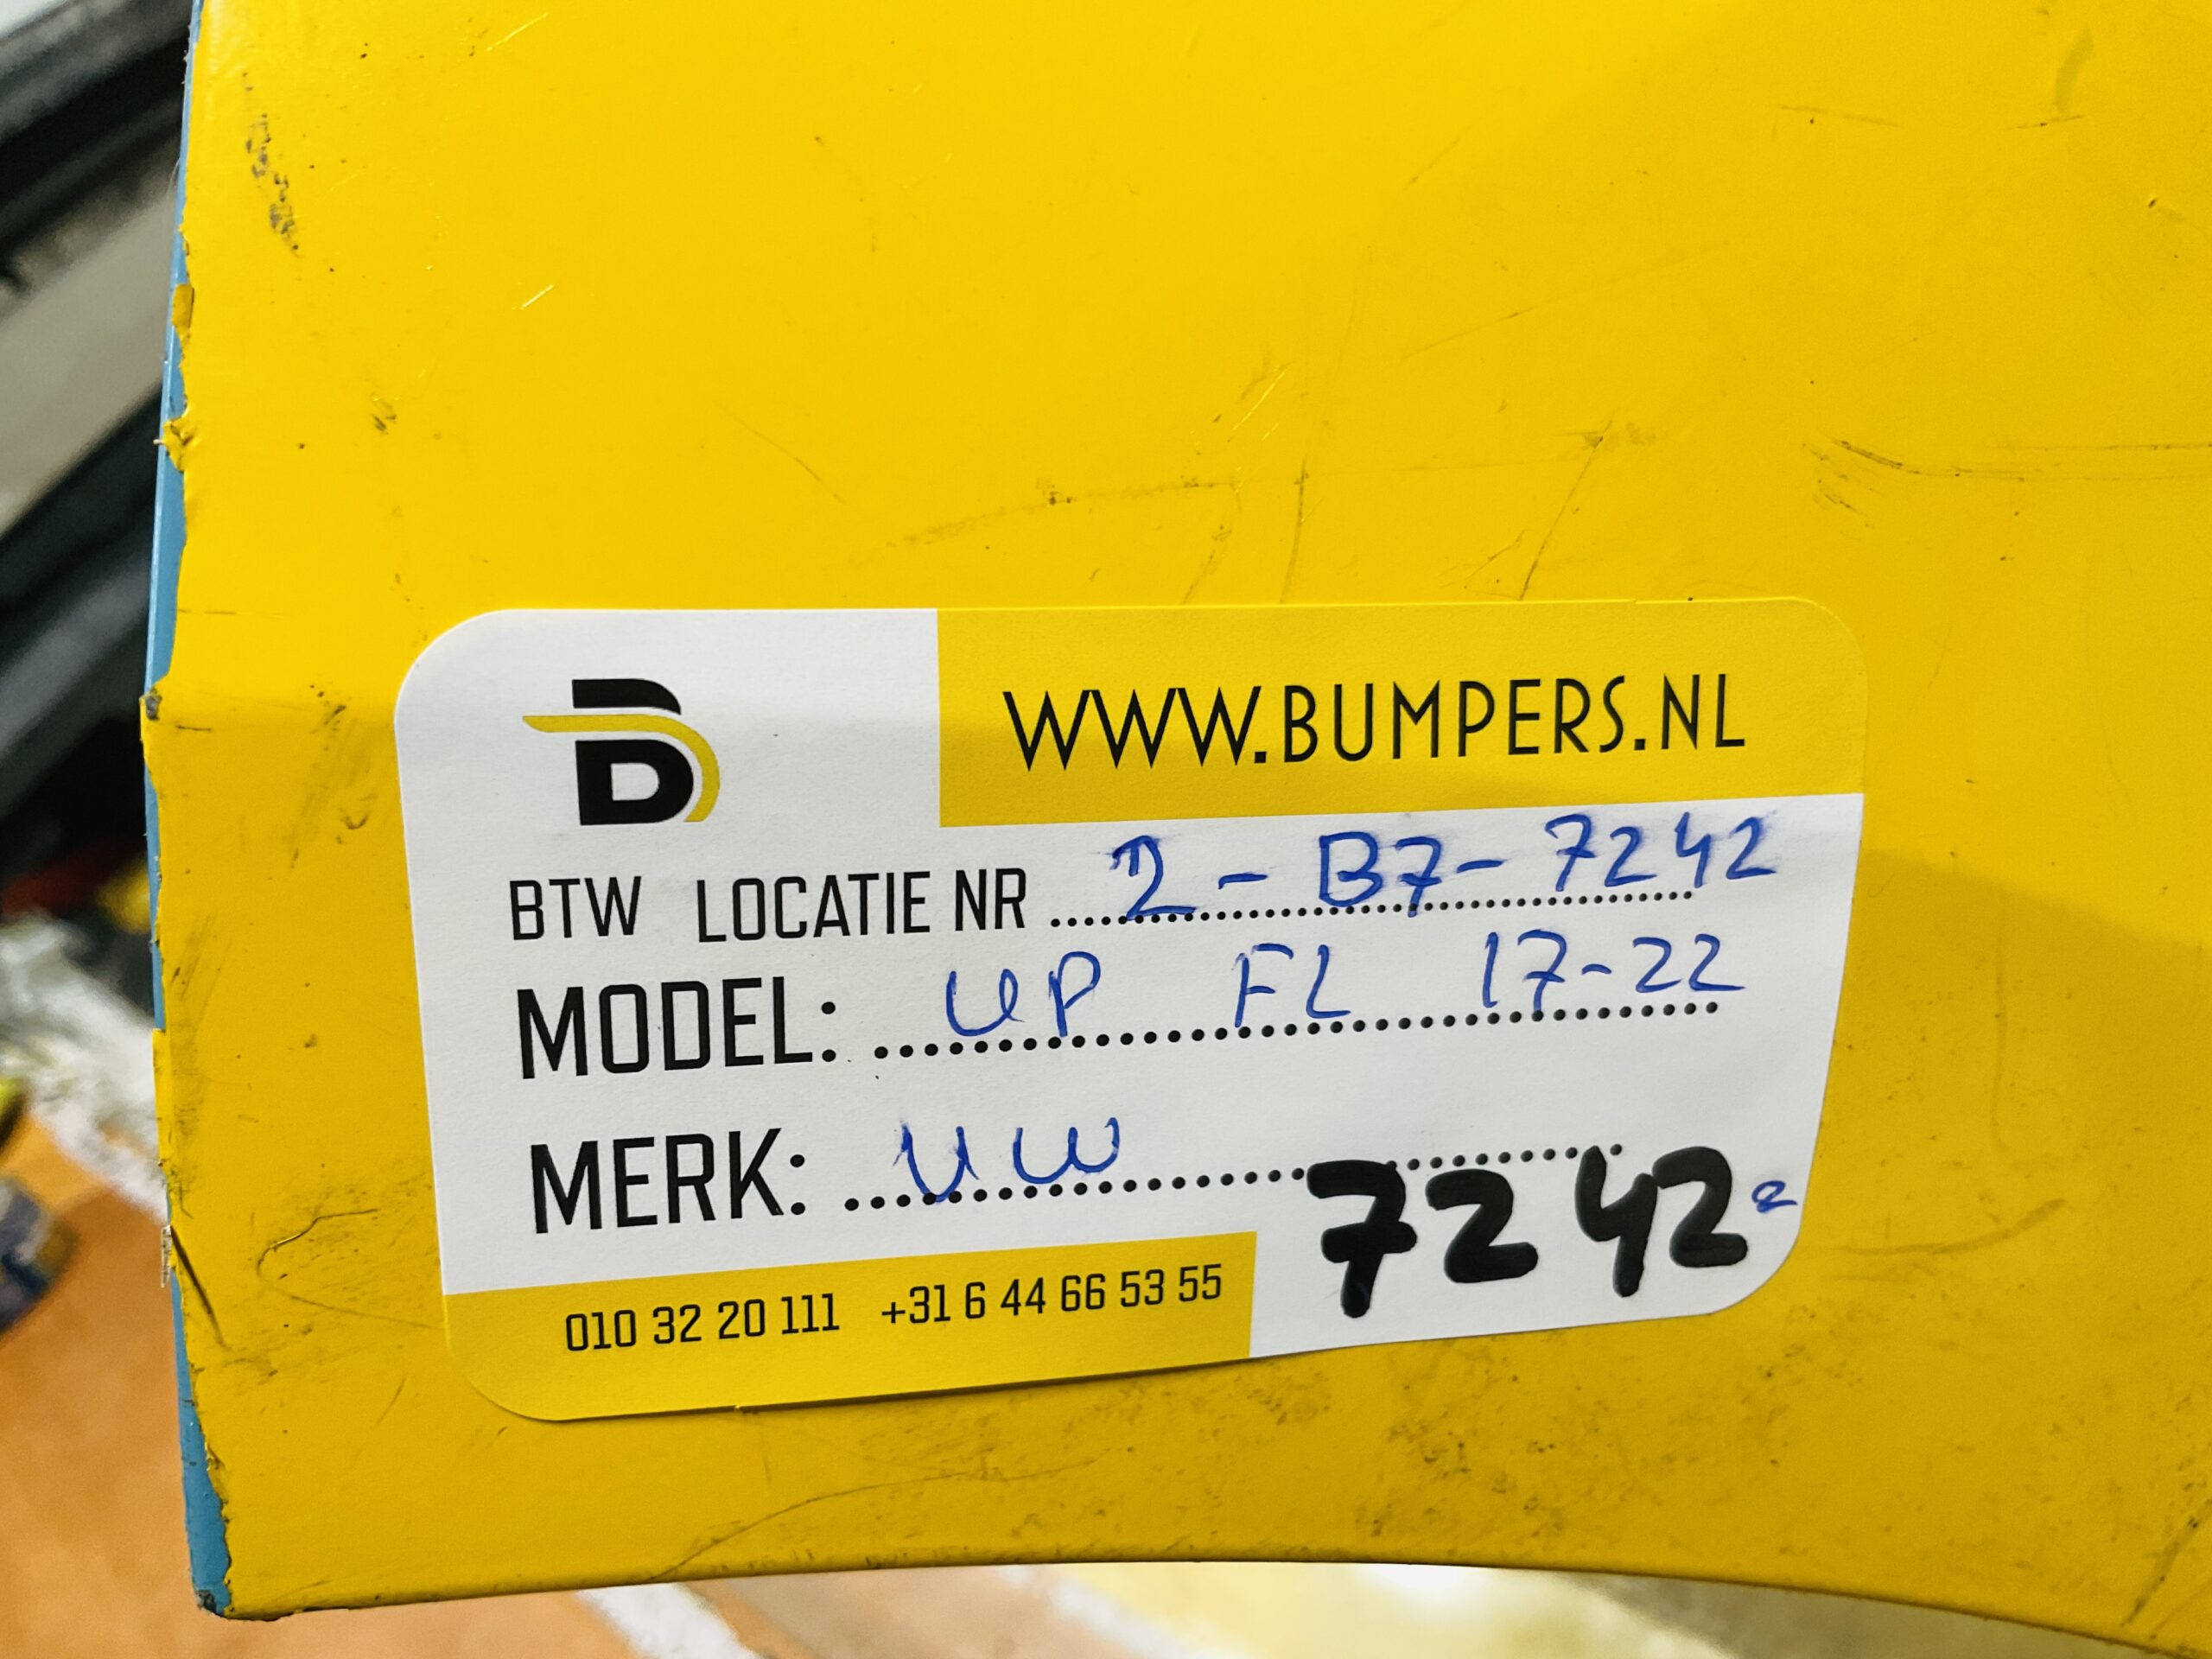 B
WWW.BUMPERS.NL
BTW LOCATIE NR 2-B7-7242
MODEL: UP FL 17-22
MERK: VW
7242 2
010 32 20 111 +31 6 44 66 53 55